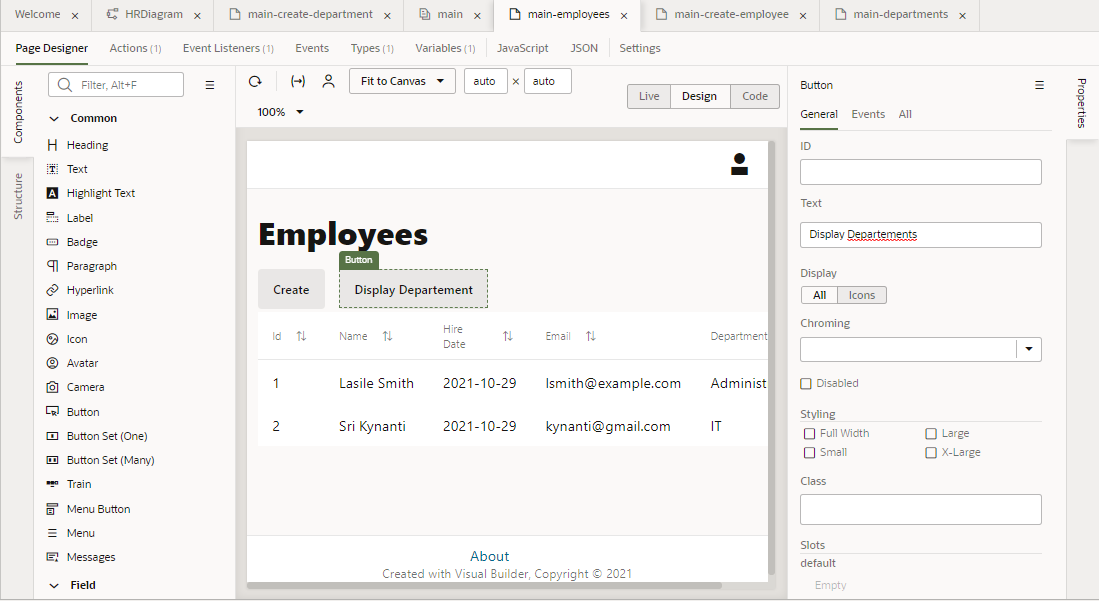 Welcome × HRDiagram × main-create-department × main × main-employees × main-create-employee × main-departments ×
Page Designer Actions (1) Event Listeners (1) Events Types (1) Variables (1) JavaScript JSON Settings
Components
Structure
Filter, Alt+F
Common
Heading
Text
Highlight Text
Label
Badge
Paragraph
Hyperlink
Image
Icon
Avatar
Camera
Button
Button Set (One)
Button Set (Many)
Train
Menu Button
Menu
Messages
Field
Fit to Canvas auto × auto
100%
Live Design Code
Employees
Button
Create Display Departement
Id Name Hire Date Email Department
1 Lasile Smith 2021-10-29 lsmith@example.com Administ
2 Sri Kynanti 2021-10-29 kynanti@gmail.com IT
About
Created with Visual Builder, Copyright © 2021
Button
General Events All
ID
Text
Display Departements
Display
All Icons
Chroming
Disabled
Styling
Full Width Large
Small X-Large
Class
Slots
default
Empty
Properties